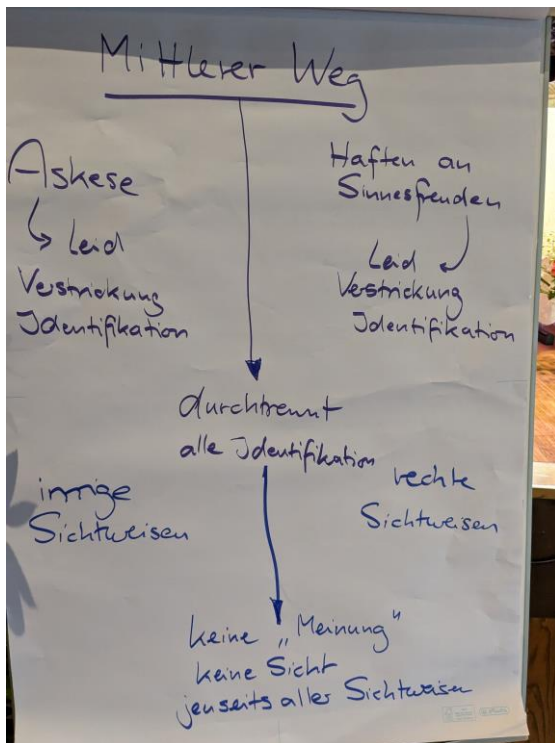 Mittlerer Weg
Askese
Leid
Verstrickung
Identifikation
Haften an
Sinnesfreuden
Leid
Verstrickung
Identifikation
durchtrennt
alle Identifikation
irrige
Sichtweisen
rechte
Sichtweisen
keine „Meinung"
keine Sicht
jenseits aller Sichtweisen